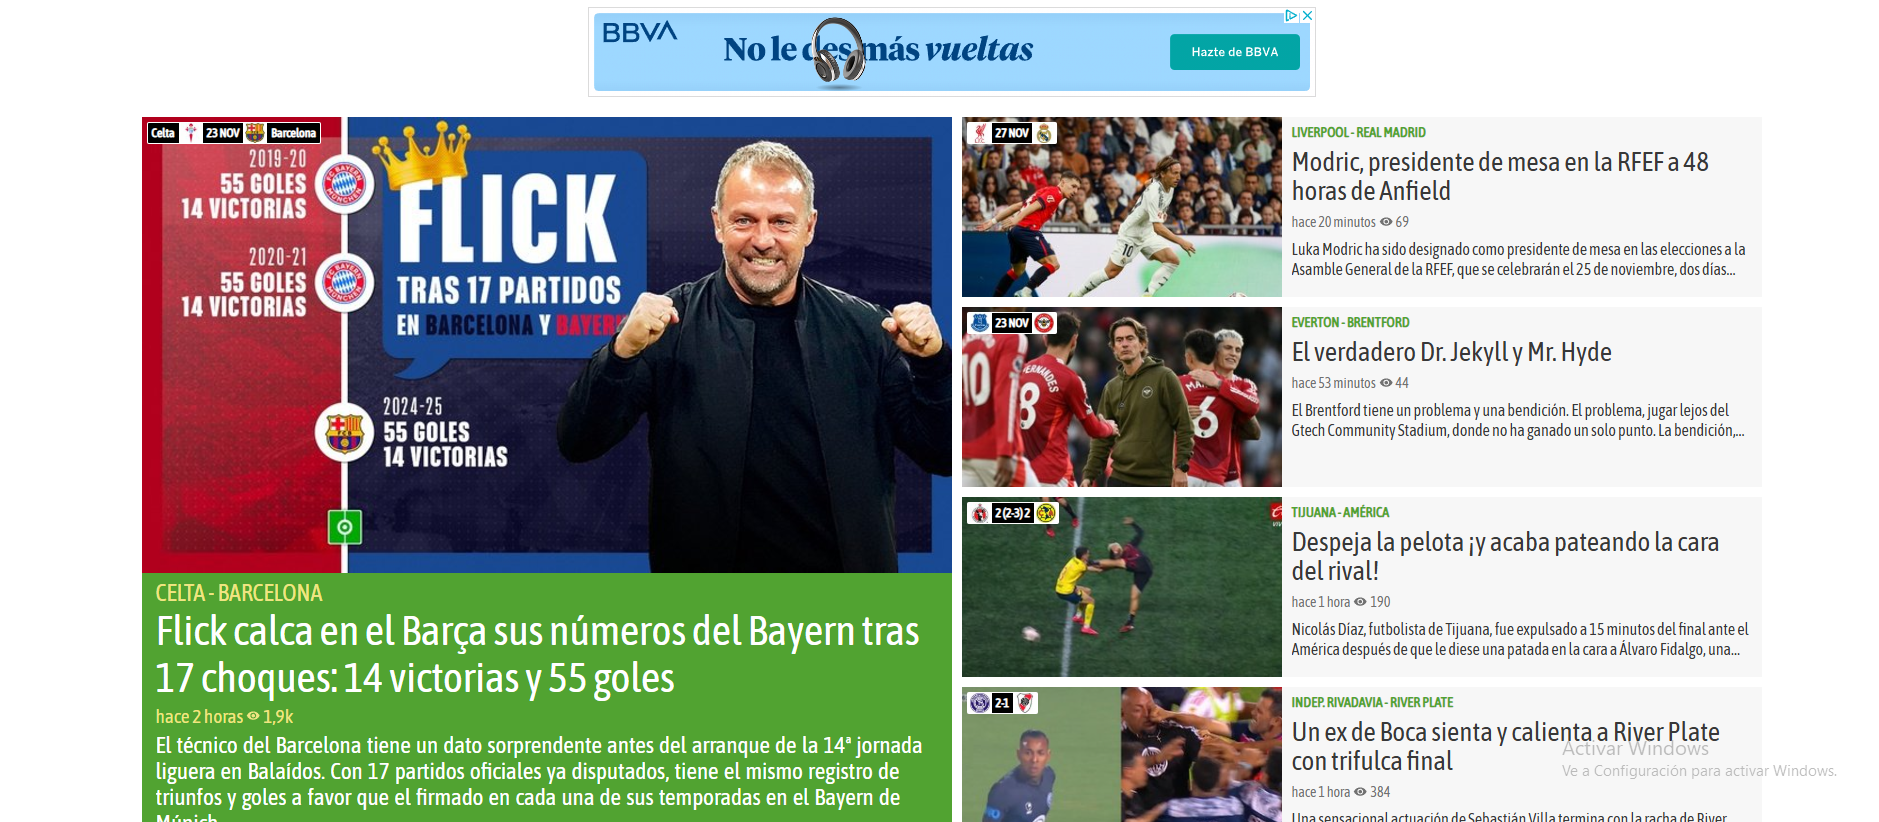 BBVA
No le des más vueltas
Hazte de BBVA
Celta 23 NOV Barcelona
2019-20
55 GOLES
14 VICTORIAS
2020-21
55 GOLES
14 VICTORIAS
FLICK
TRAS 17 PARTIDOS
EN BARCELONA Y BAYERN
2024-25
55 GOLES
14 VICTORIAS
CELTA - BARCELONA
Flick calca en el Barça sus números del Bayern tras
17 choques: 14 victorias y 55 goles
hace 2 horas 1,9k
El técnico del Barcelona tiene un dato sorprendente antes del arranque de la 14ª jornada
liguera en Balaídos. Con 17 partidos oficiales ya disputados, tiene el mismo registro de
triunfos y goles a favor que el firmado en cada una de sus temporadas en el Bayern de
Múnich
27 NOV
10
LIVERPOOL - REAL MADRID
Modric, presidente de mesa en la RFEF a 48
horas de Anfield
hace 20 minutos 69
Luka Modric ha sido designado como presidente de mesa en las elecciones a la
Asamble General de la RFEF, que se celebrarán el 25 de noviembre, dos días...
23 NOV
10
FERNANDES
8
6
EVERTON - BRENTFORD
El verdadero Dr. Jekyll y Mr. Hyde
hace 53 minutos 44
El Brentford tiene un problema y una bendición. El problema, jugar lejos del
Gtech Community Stadium, donde no ha ganado un solo punto. La bendición,...
2 (2-3) 2
TIJUANA - AMÉRICA
Despeja la pelota ¡y acaba pateando la cara
del rival!
hace 1 hora 190
Nicolás Díaz, futbolista de Tijuana, fue expulsado a 15 minutos del final ante el
América después de que le diese una patada en la cara a Álvaro Fidalgo, una...
2-1
INDEP. RIVADAVIA - RIVER PLATE
Un ex de Boca sienta y calienta a River Plate
con trifulca final
hace 1 hora 384
Una sensacional actuación de Sebastián Villa termina con la racha de River
Activar Windows
Ve a Configuración para activar Windows.